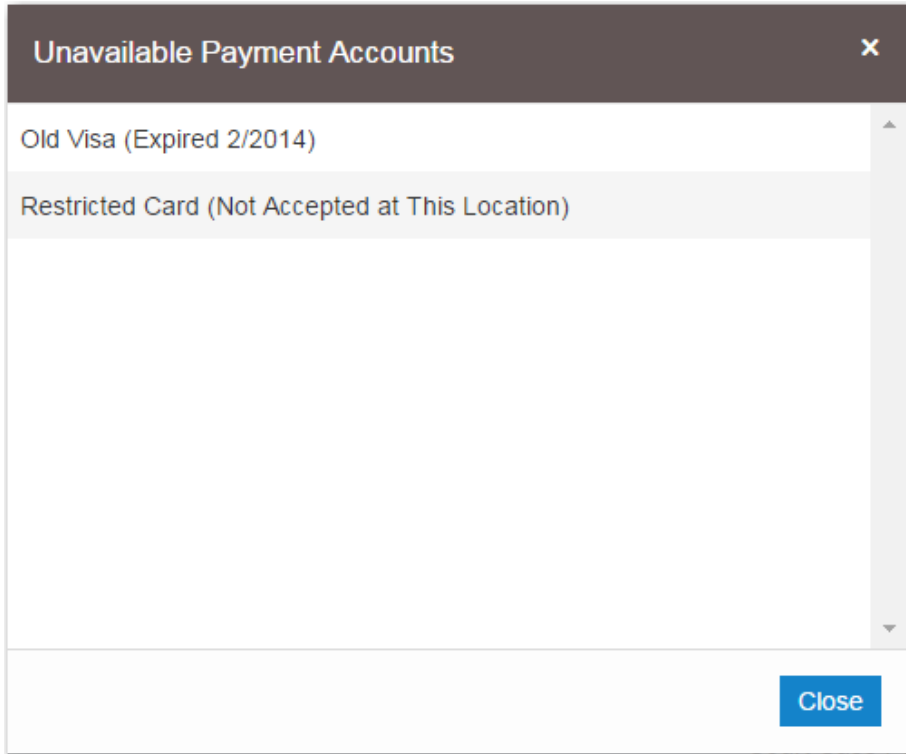 Unavailable Payment Accounts ×
Old Visa (Expired 2/2014)
Restricted Card (Not Accepted at This Location)
Close